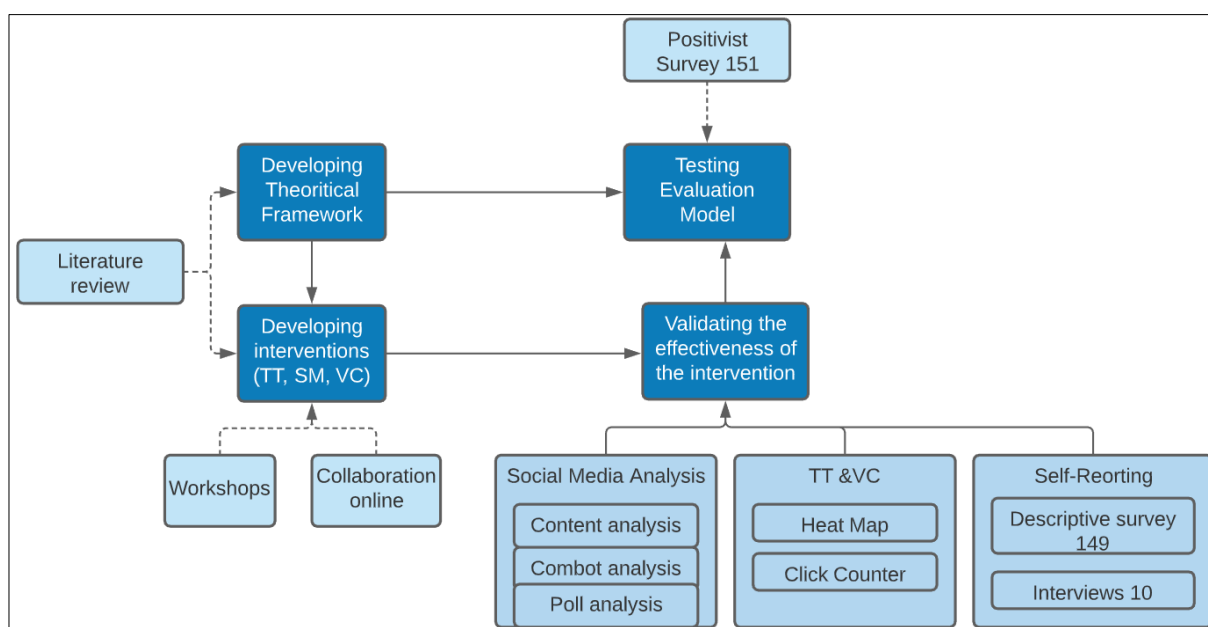 Positivist
Survey 151
Developing
Theoritical
Framework
Testing
Evaluation
Model
Literature
review
Developing
interventions
(TT, SM, VC)
Validating the
effectiveness of
the intervention
Workshops
Collaboration
online
Social Media Analysis
Content analysis
Combot analysis
Poll analysis
TT &VC
Heat Map
Click Counter
Self-Reorting
Descriptive survey
149
Interviews 10